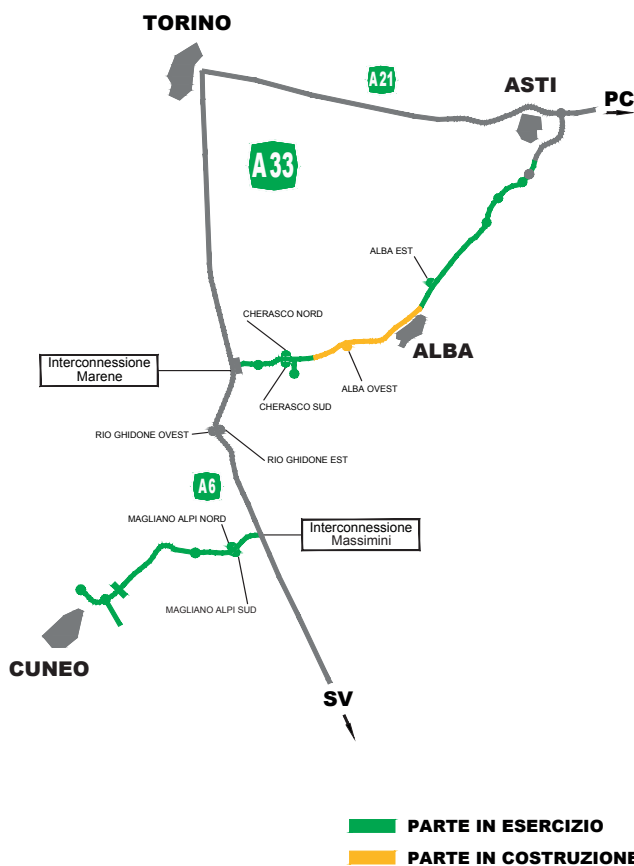 TORINO
A21
ASTI
PC
A33
ALBA EST
CHERASCO NORD
ALBA
Interconnessione
Marene
ALBA OVEST
CHERASCO SUD
RIO GHIDONE OVEST
RIO GHIDONE EST
A6
MAGLIANO ALPI NORD
Interconnessione
Massimini
MAGLIANO ALPI SUD
CUNEO
SV
PARTE IN ESERCIZIO
PARTE IN COSTRUZIONE